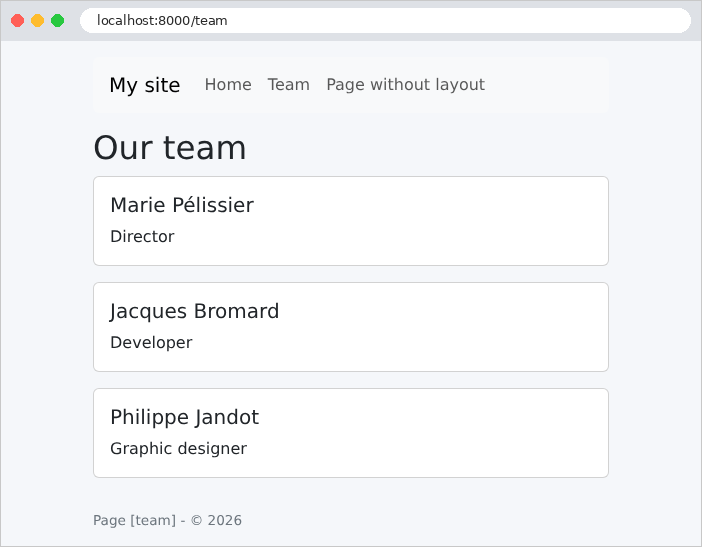 localhost:8000/team
My site Home Team Page without layout
Our team
Marie Pélissier
Director
Jacques Bromard
Developer
Philippe Jandot
Graphic designer
Page [team] - © 2026